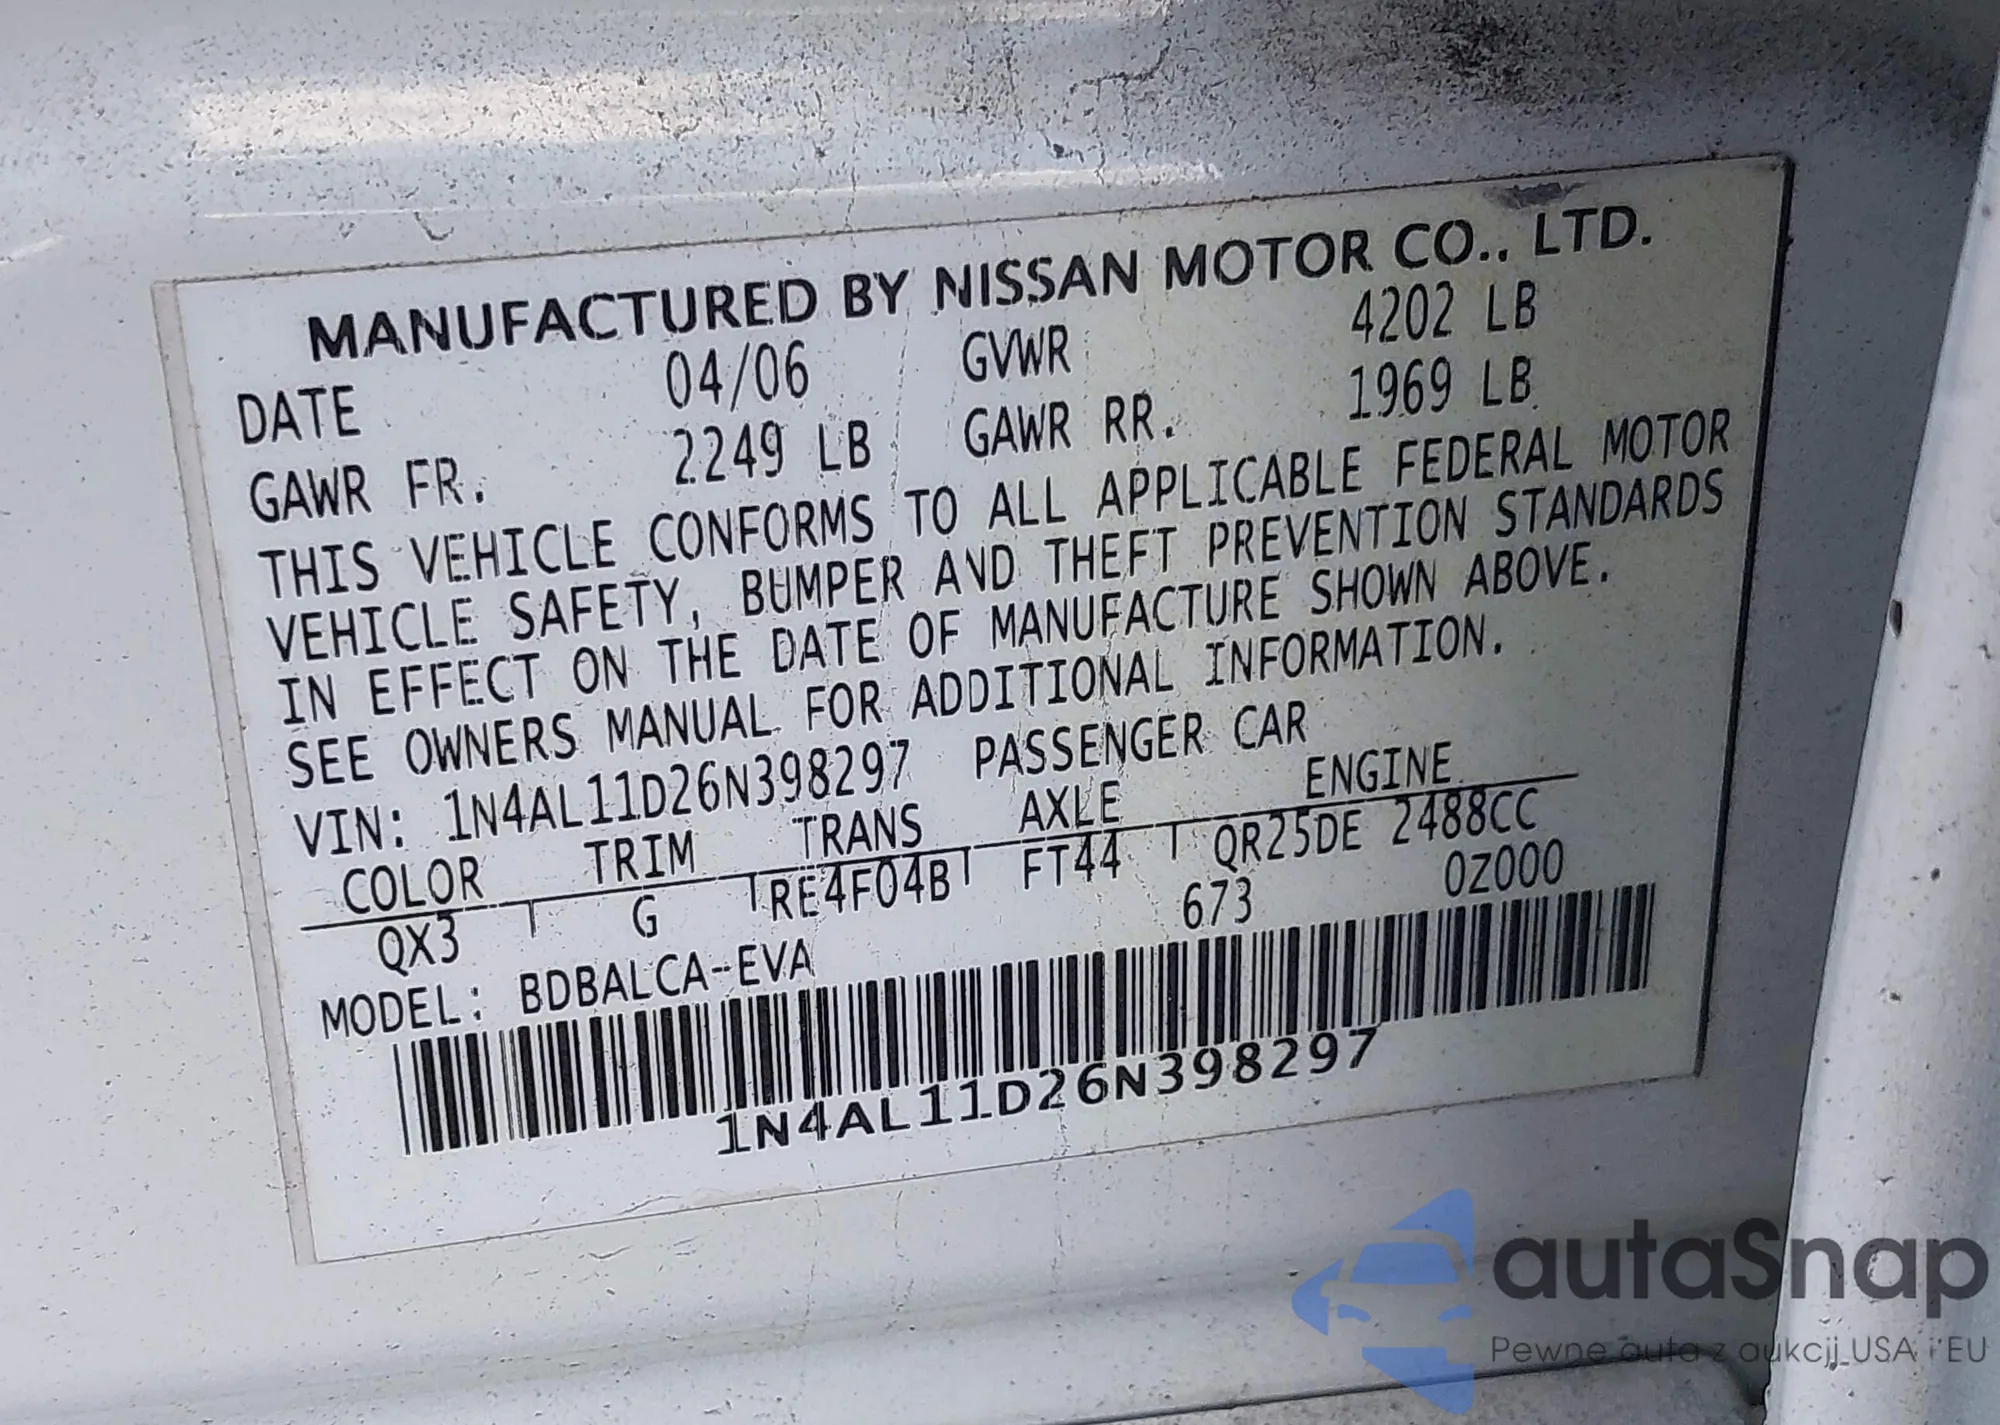 MANUFACTURED BY NISSAN MOTOR CO., LTD.
DATE 04/06 GVWR 4202 LB
GAWR FR. 2249 LB GAWR RR. 1969 LB
THIS VEHICLE CONFORMS TO ALL APPLICABLE FEDERAL MOTOR
VEHICLE SAFETY, BUMPER AND THEFT PREVENTION STANDARDS
IN EFFECT ON THE DATE OF MANUFACTURE SHOWN ABOVE.
SEE OWNERS MANUAL FOR ADDITIONAL INFORMATION.
VIN: 1N4AL11D26N398297 PASSENGER CAR
COLOR TRIM TRANS AXLE ENGINE
QX3 G RE4F04B FT44 QR25DE 2488CC
MODEL: BDBALCA-EVA 673 0Z000
1N4AL11D26N398297
autaSnap
Pewne auta z aukcji USA i EU